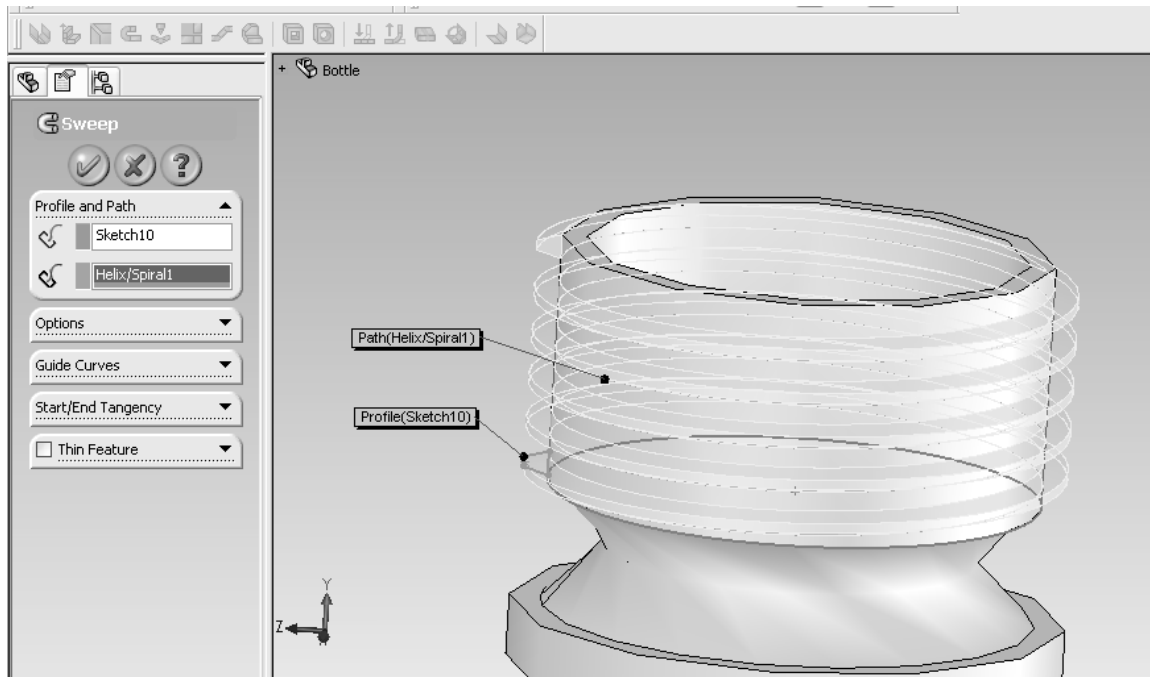 + Bottle
Sweep
?
Profile and Path
Sketch10
Helix/Spiral1
Options
Guide Curves
Start/End Tangency
Thin Feature
Path(Helix/Spiral1)
Profile(Sketch10)
Y
Z